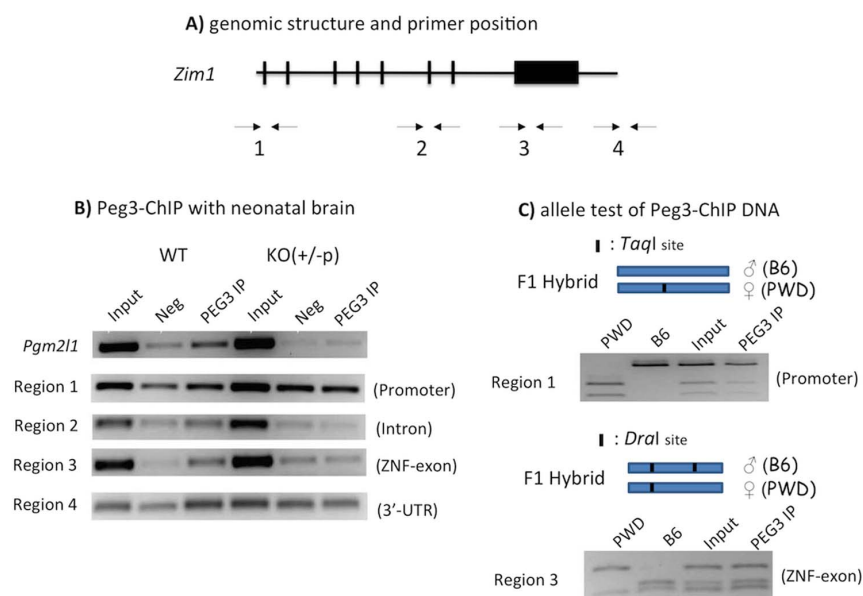 A) genomic structure and primer position
Zim1
1 2 3 4
B) Peg3-ChIP with neonatal brain
WT KO(+/-p)
Input Neg PEG3 IP Input Neg PEG3 IP
Pgm2l1
Region 1 (Promoter)
Region 2 (Intron)
Region 3 (ZNF-exon)
Region 4 (3’-UTR)
C) allele test of Peg3-ChIP DNA
: TaqI site
F1 Hybrid
♂ (B6)
♀ (PWD)
PWD B6 Input PEG3 IP
Region 1 (Promoter)
: DraI site
F1 Hybrid
♂ (B6)
♀ (PWD)
PWD B6 Input PEG3 IP
Region 3 (ZNF-exon)